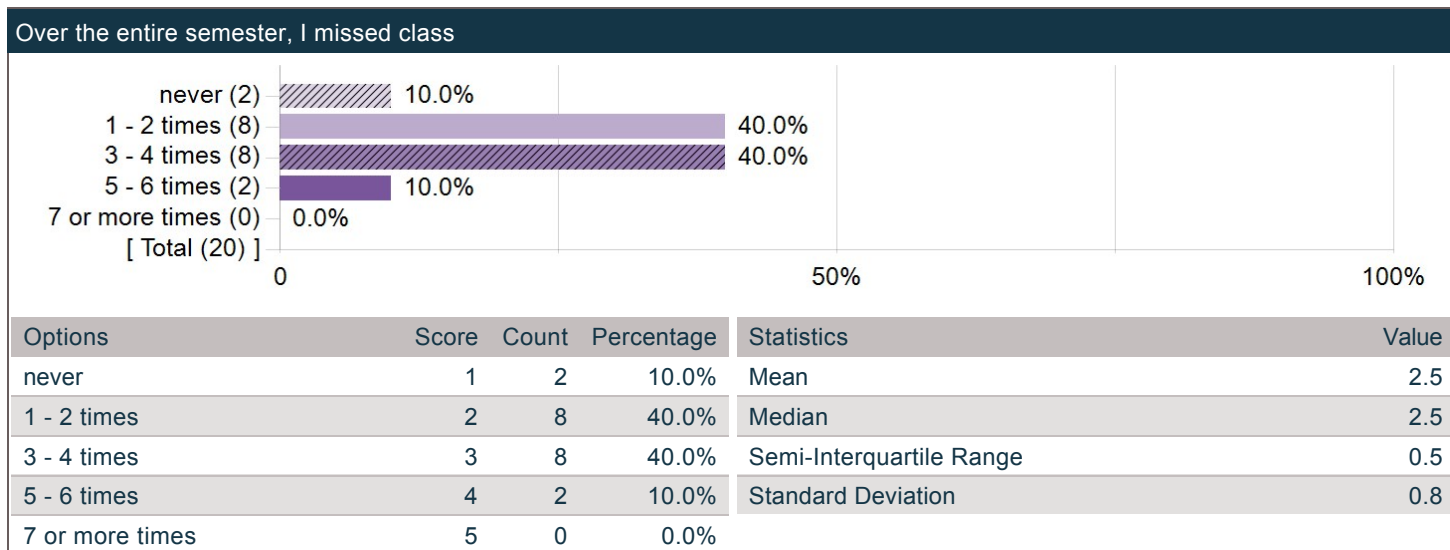 Over the entire semester, I missed class
never (2) 10.0%
1 - 2 times (8) 40.0%
3 - 4 times (8) 40.0%
5 - 6 times (2) 10.0%
7 or more times (0) 0.0%
[ Total (20) ]
0 50% 100%
Options Score Count Percentage
never 1 2 10.0%
1 - 2 times 2 8 40.0%
3 - 4 times 3 8 40.0%
5 - 6 times 4 2 10.0%
7 or more times 5 0 0.0%
Statistics Value
Mean 2.5
Median 2.5
Semi-Interquartile Range 0.5
Standard Deviation 0.8